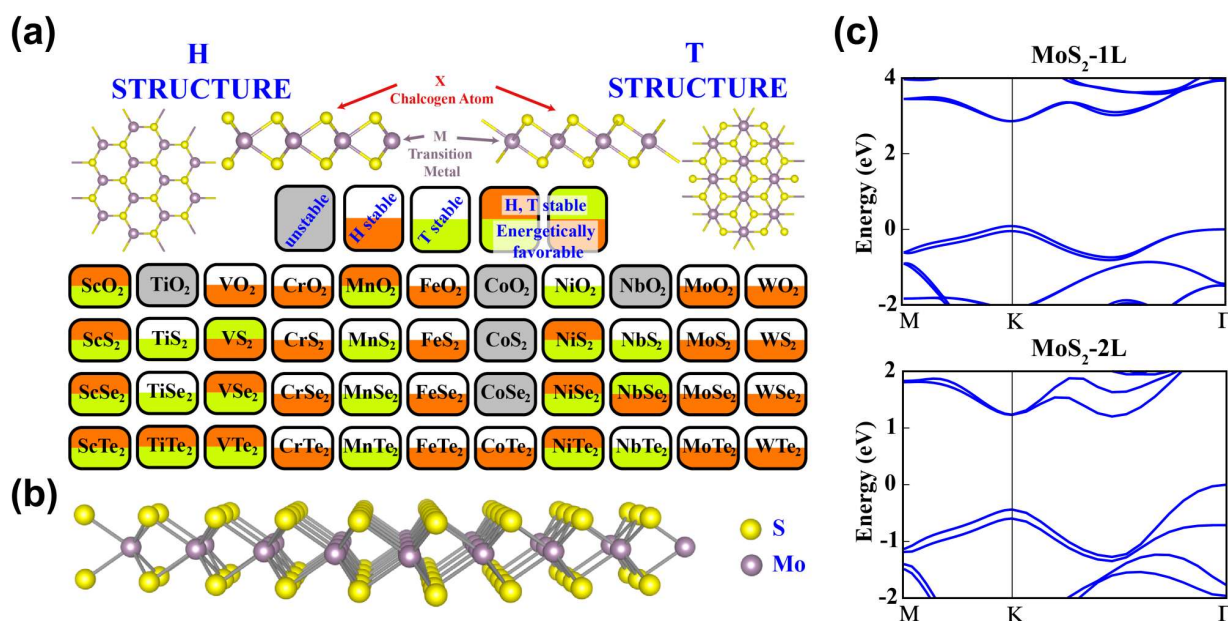 (a)
H
STRUCTURE
X
Chalcogen Atom
M
Transition
Metal
T
STRUCTURE
unstable
H stable
T stable
H, T stable
Energetically
favorable
ScO₂ TiO₂ VO₂ CrO₂ MnO₂ FeO₂ CoO₂ NiO₂ NbO₂ MoO₂ WO₂
ScS₂ TiS₂ VS₂ CrS₂ MnS₂ FeS₂ CoS₂ NiS₂ NbS₂ MoS₂ WS₂
ScSe₂ TiSe₂ VSe₂ CrSe₂ MnSe₂ FeSe₂ CoSe₂ NiSe₂ NbSe₂ MoSe₂ WSe₂
ScTe₂ TiTe₂ VTe₂ CrTe₂ MnTe₂ FeTe₂ CoTe₂ NiTe₂ NbTe₂ MoTe₂ WTe₂
(b)
S
Mo
(c)
MoS₂-1L
Energy (eV)
4
2
0
-2
M K Γ
MoS₂-2L
Energy (eV)
2
1
0
-1
-2
M K Γ